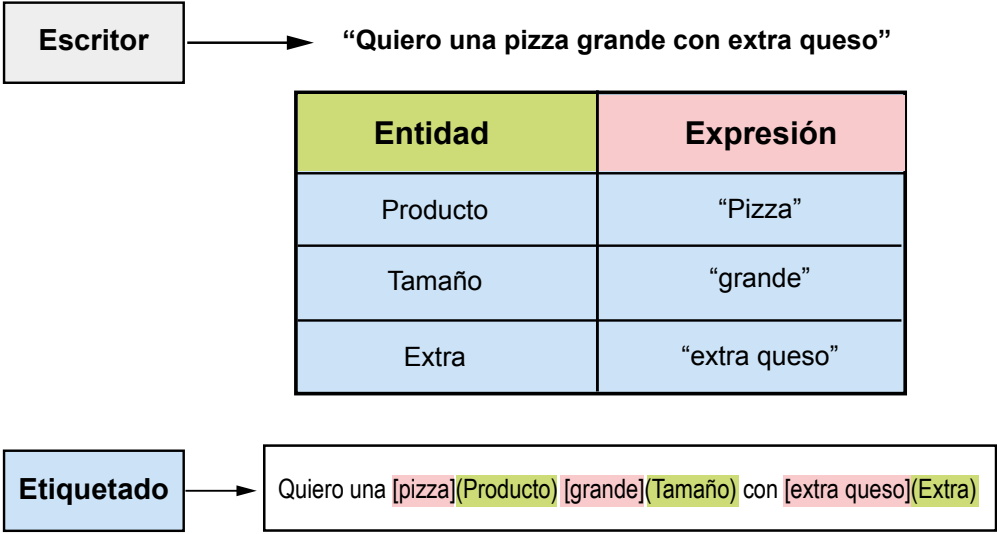 Escritor
“Quiero una pizza grande con extra queso”
Entidad Expresión
Producto “Pizza”
Tamaño “grande”
Extra “extra queso”
Etiquetado
Quiero una [pizza](Producto) [grande](Tamaño) con [extra queso](Extra)